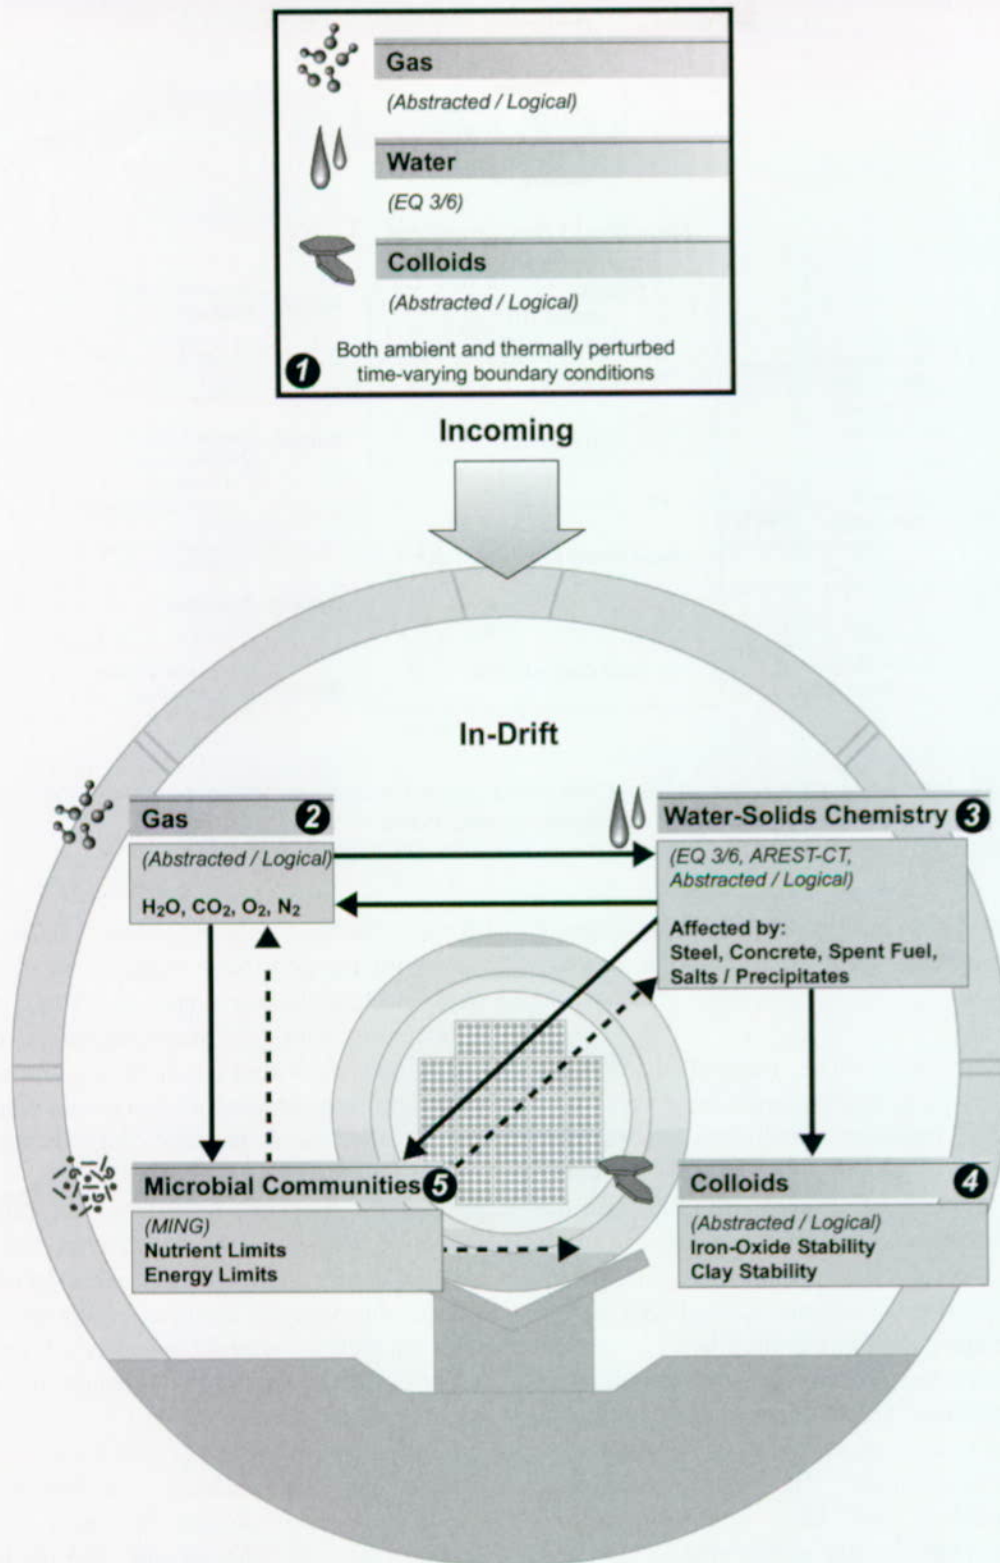 Gas
(Abstracted / Logical)
Water
(EQ 3/6)
Colloids
(Abstracted / Logical)
1
Both ambient and thermally perturbed
time-varying boundary conditions
Incoming
In-Drift
Gas 2
(Abstracted / Logical)
H₂O, CO₂, O₂, N₂
Water-Solids Chemistry 3
(EQ 3/6, AREST-CT,
Abstracted / Logical)
Affected by:
Steel, Concrete, Spent Fuel,
Salts / Precipitates
Microbial Communities 5
(MING)
Nutrient Limits
Energy Limits
Colloids 4
(Abstracted / Logical)
Iron-Oxide Stability
Clay Stability